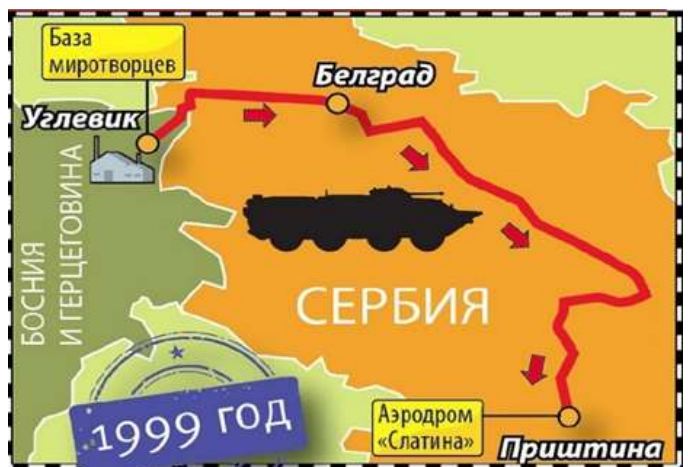 База
миротворцев
Белград
Углевик
БОСНИЯ
И ГЕРЦЕГОВИНА
СЕРБИЯ
1999 ГОД
Аэродром
«Слатина»
Приштина